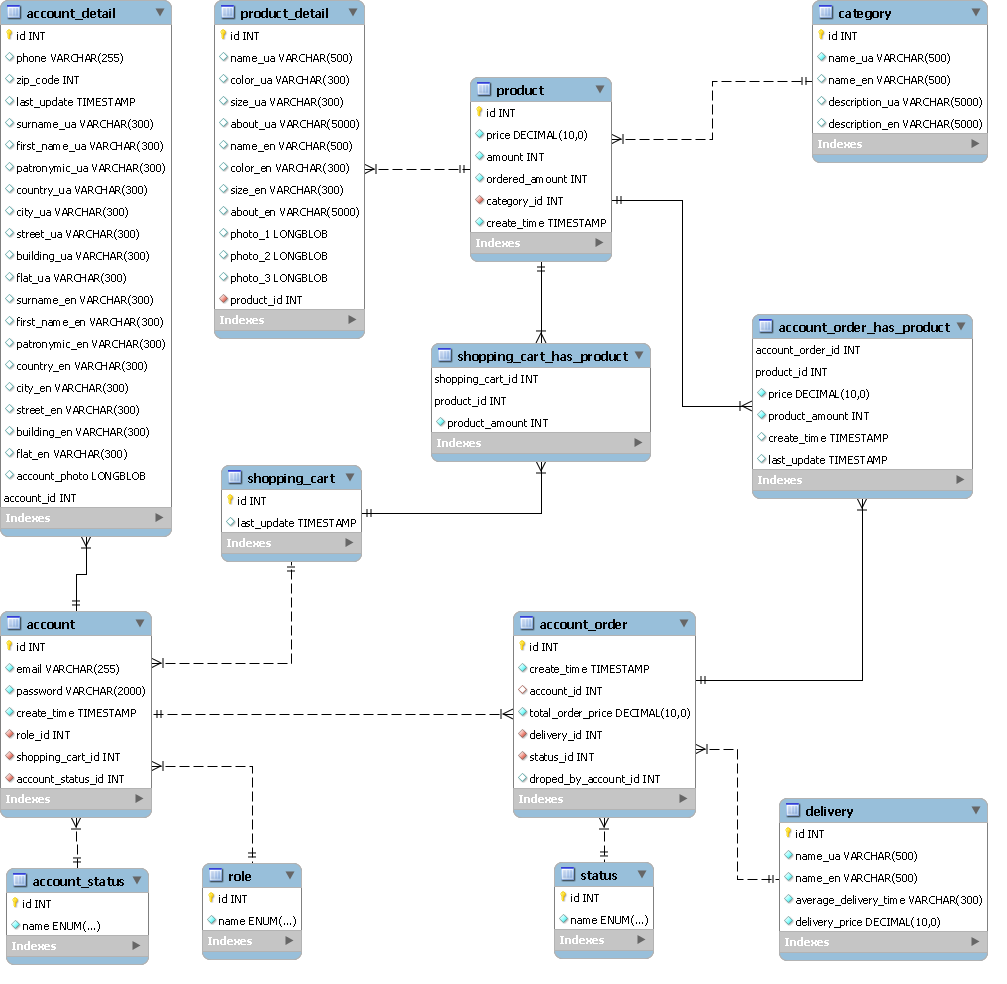 account_detail
id INT
phone VARCHAR(255)
zip_code INT
last_update TIMESTAMP
surname_ua VARCHAR(300)
first_name_ua VARCHAR(300)
patronymic_ua VARCHAR(300)
country_ua VARCHAR(300)
city_ua VARCHAR(300)
street_ua VARCHAR(300)
building_ua VARCHAR(300)
flat_ua VARCHAR(300)
surname_en VARCHAR(300)
first_name_en VARCHAR(300)
patronymic_en VARCHAR(300)
country_en VARCHAR(300)
city_en VARCHAR(300)
street_en VARCHAR(300)
building_en VARCHAR(300)
flat_en VARCHAR(300)
account_photo LONGBLOB
account_id INT
Indexes
product_detail
id INT
name_ua VARCHAR(500)
color_ua VARCHAR(300)
size_ua VARCHAR(300)
about_ua VARCHAR(5000)
name_en VARCHAR(500)
color_en VARCHAR(300)
size_en VARCHAR(300)
about_en VARCHAR(5000)
photo_1 LONGBLOB
photo_2 LONGBLOB
photo_3 LONGBLOB
product_id INT
Indexes
product
id INT
price DECIMAL(10,0)
amount INT
ordered_amount INT
category_id INT
create_time TIMESTAMP
Indexes
category
id INT
name_ua VARCHAR(500)
name_en VARCHAR(500)
description_ua VARCHAR(5000)
description_en VARCHAR(5000)
Indexes
shopping_cart_has_product
shopping_cart_id INT
product_id INT
product_amount INT
Indexes
account_order_has_product
account_order_id INT
product_id INT
price DECIMAL(10,0)
product_amount INT
create_time TIMESTAMP
last_update TIMESTAMP
Indexes
shopping_cart
id INT
last_update TIMESTAMP
Indexes
account
id INT
email VARCHAR(255)
password VARCHAR(2000)
create_time TIMESTAMP
role_id INT
shopping_cart_id INT
account_status_id INT
Indexes
account_order
id INT
create_time TIMESTAMP
account_id INT
total_order_price DECIMAL(10,0)
delivery_id INT
status_id INT
droped_by_account_id INT
Indexes
account_status
id INT
name ENUM(...)
Indexes
role
id INT
name ENUM(...)
Indexes
status
id INT
name ENUM(...)
Indexes
delivery
id INT
name_ua VARCHAR(500)
name_en VARCHAR(500)
average_delivery_time VARCHAR(300)
delivery_price DECIMAL(10,0)
Indexes